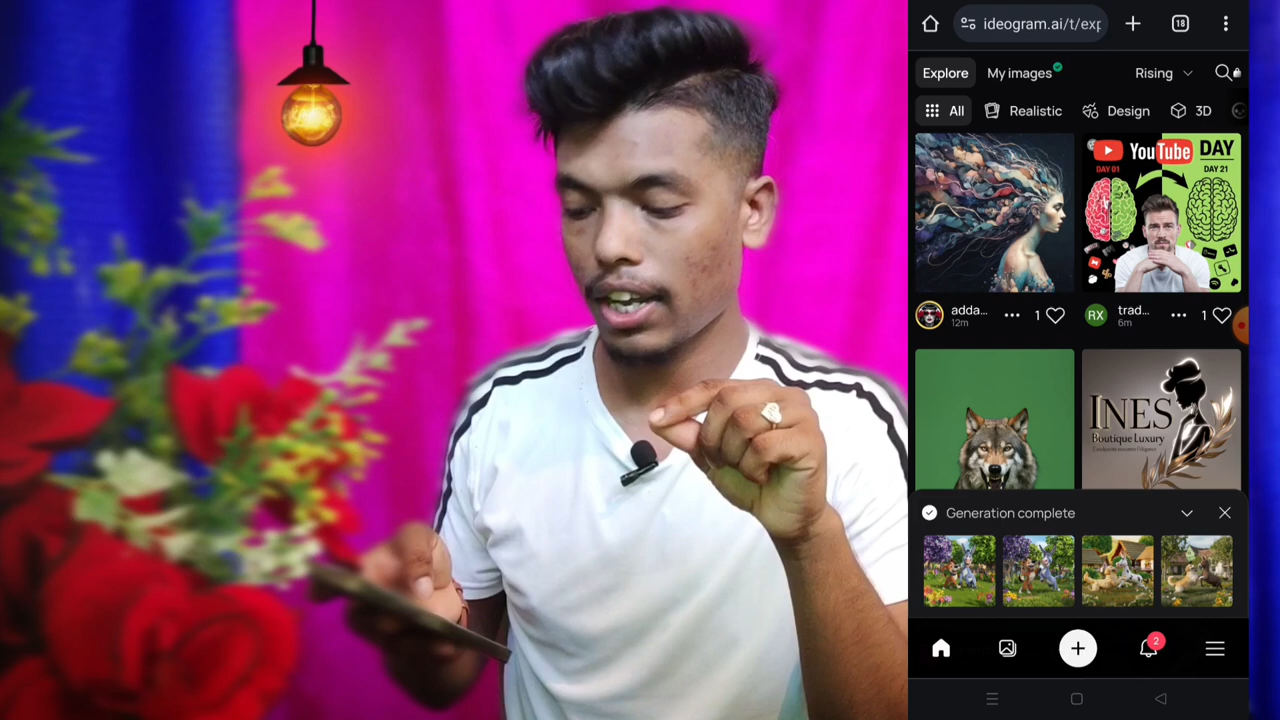 ideogram.ai/t/exp
18
Explore
My images
Rising
All
Realistic
Design
3D
YouTube DAY
DAY 01
DAY 21
adda...
12m
1
RX
trad...
6m
1
INES
Boutique Luxury
Generation complete
2